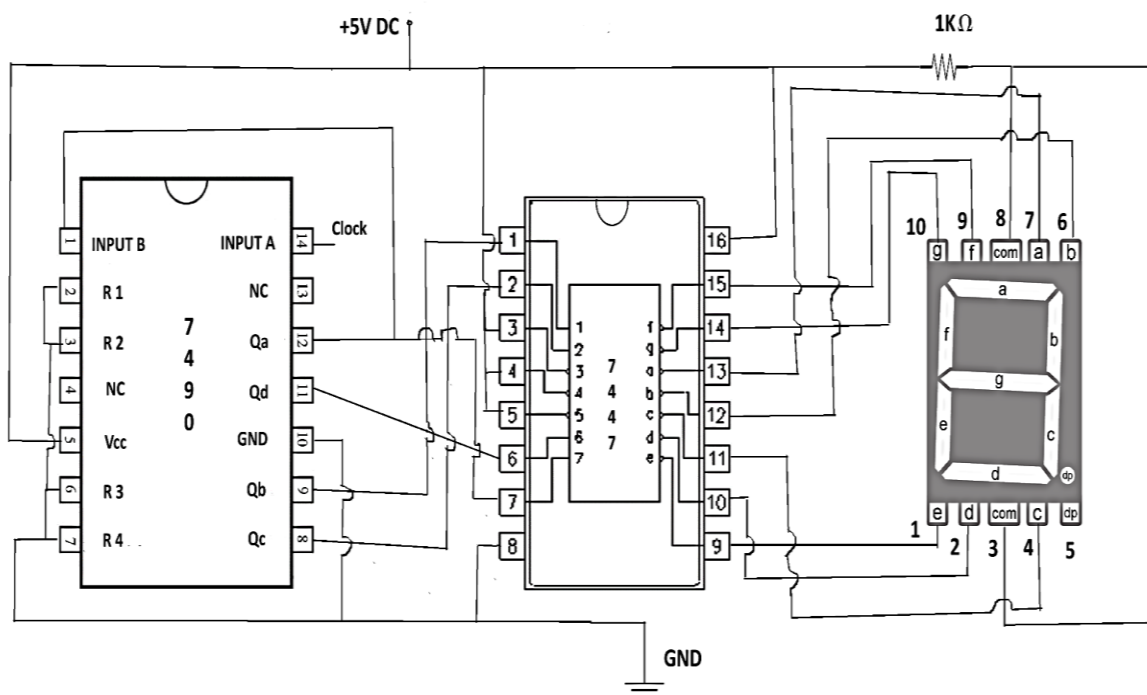 +5V DC
1KΩ
1 INPUT B
INPUT A 14 Clock
2 R 1
NC 13
3 R 2
Qa 12
4 NC
Qd 11
5 Vcc
GND 10
6 R 3
Qb 9
7 R 4
Qc 8
7
4
9
0
1
2
3
4
5
6
7
8
1
2
3
4
5
6
7
7
4
4
7
f
g
a
b
c
d
e
16
15
14
13
12
11
10
9
10 9 8 7 6
g f com a b
a
f b
g
e c
d
dp
e d com c dp
1 2 3 4 5
GND